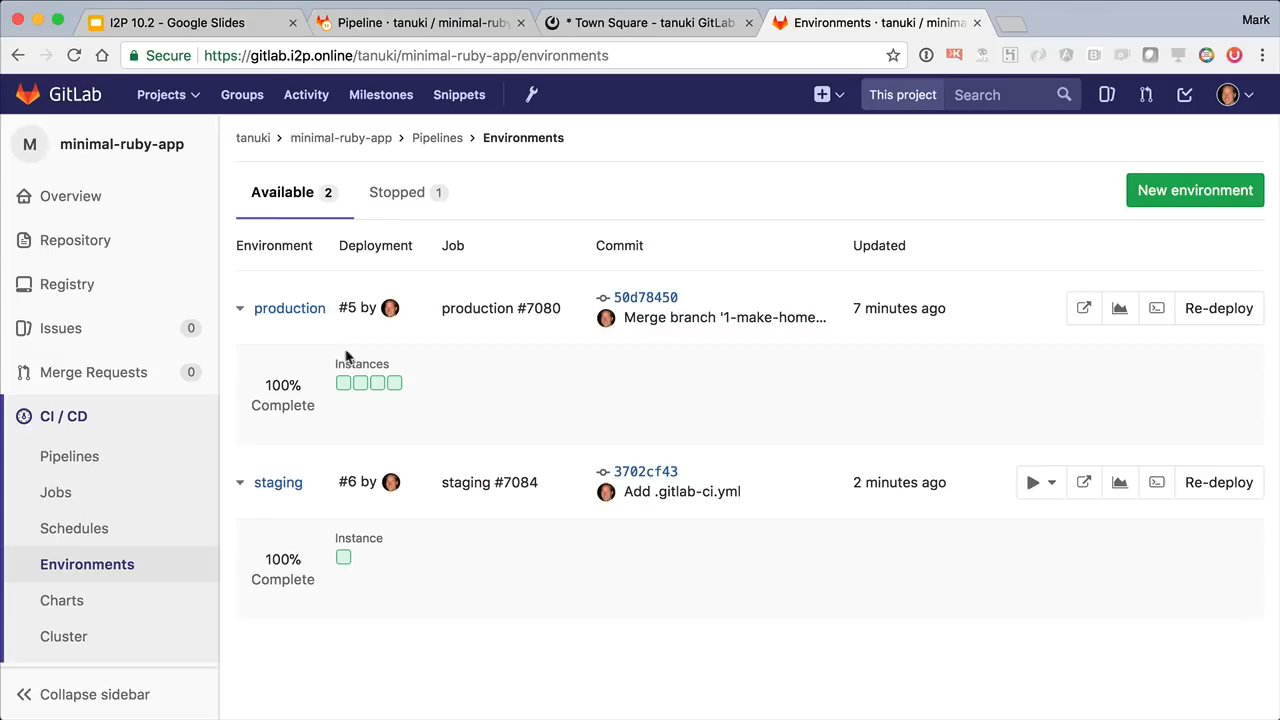 I2P 10.2 - Google Slides
Pipeline · tanuki / minimal-ruby
* Town Square - tanuki GitLab
Environments · tanuki / minima
Mark
Secure
https://gitlab.i2p.online/tanuki/minimal-ruby-app/environments
GitLab
Projects
Groups
Activity
Milestones
Snippets
This project
Search
M
minimal-ruby-app
Overview
Repository
Registry
Issues 0
Merge Requests 0
CI / CD
Pipelines
Jobs
Schedules
Environments
Charts
Cluster
Collapse sidebar
tanuki > minimal-ruby-app > Pipelines > Environments
Available 2
Stopped 1
New environment
Environment Deployment Job Commit Updated
production #5 by production #7080 50d78450
Merge branch '1-make-home... 7 minutes ago Re-deploy
Instances
100%
Complete
staging #6 by staging #7084 3702cf43
Add .gitlab-ci.yml 2 minutes ago Re-deploy
Instance
100%
Complete